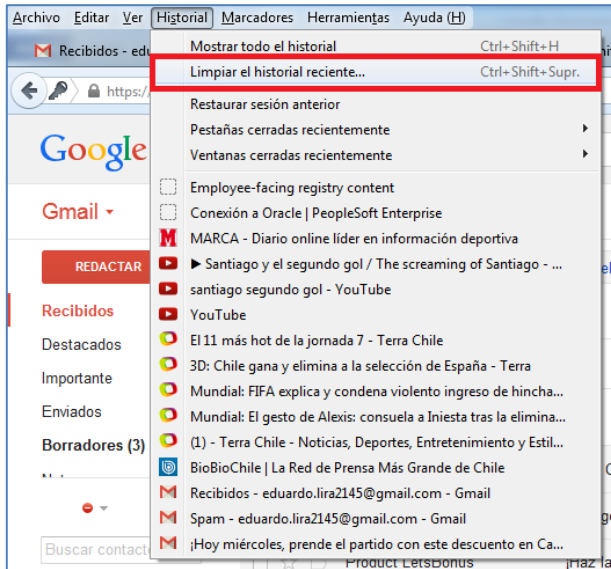 Archivo Editar Ver Historial Marcadores Herramientas Ayuda (H)
Recibidos - edu
Mostrar todo el historial Ctrl+Shift+H
Limpiar el historial reciente... Ctrl+Shift+Supr.
https:/
Restaurar sesión anterior
Pestañas cerradas recientemente
Ventanas cerradas recientemente
Google
Employee-facing registry content
Gmail
Conexión a Oracle | PeopleSoft Enterprise
MARCA - Diario online líder en información deportiva
REDACTAR
► Santiago y el segundo gol / The screaming of Santiago - ...
santiago segundo gol - YouTube
Recibidos
YouTube
Destacados
El 11 más hot de la jornada 7 - Terra Chile
3D: Chile gana y elimina a la selección de España - Terra
Importante
Mundial: FIFA explica y condena violento ingreso de hincha...
Enviados
Mundial: El gesto de Alexis: consuela a Iniesta tras la elimina...
Borradores (3)
(1) - Terra Chile - Noticias, Deportes, Entretenimiento y Estil...
BioBioChile | La Red de Prensa Más Grande de Chile
Recibidos - eduardo.lira2145@gmail.com - Gmail
Spam - eduardo.lira2145@gmail.com - Gmail
Buscar contacto
¡Hoy miércoles, prende el partido con este descuento en Ca...
Product LetsBonus ¡Haz la